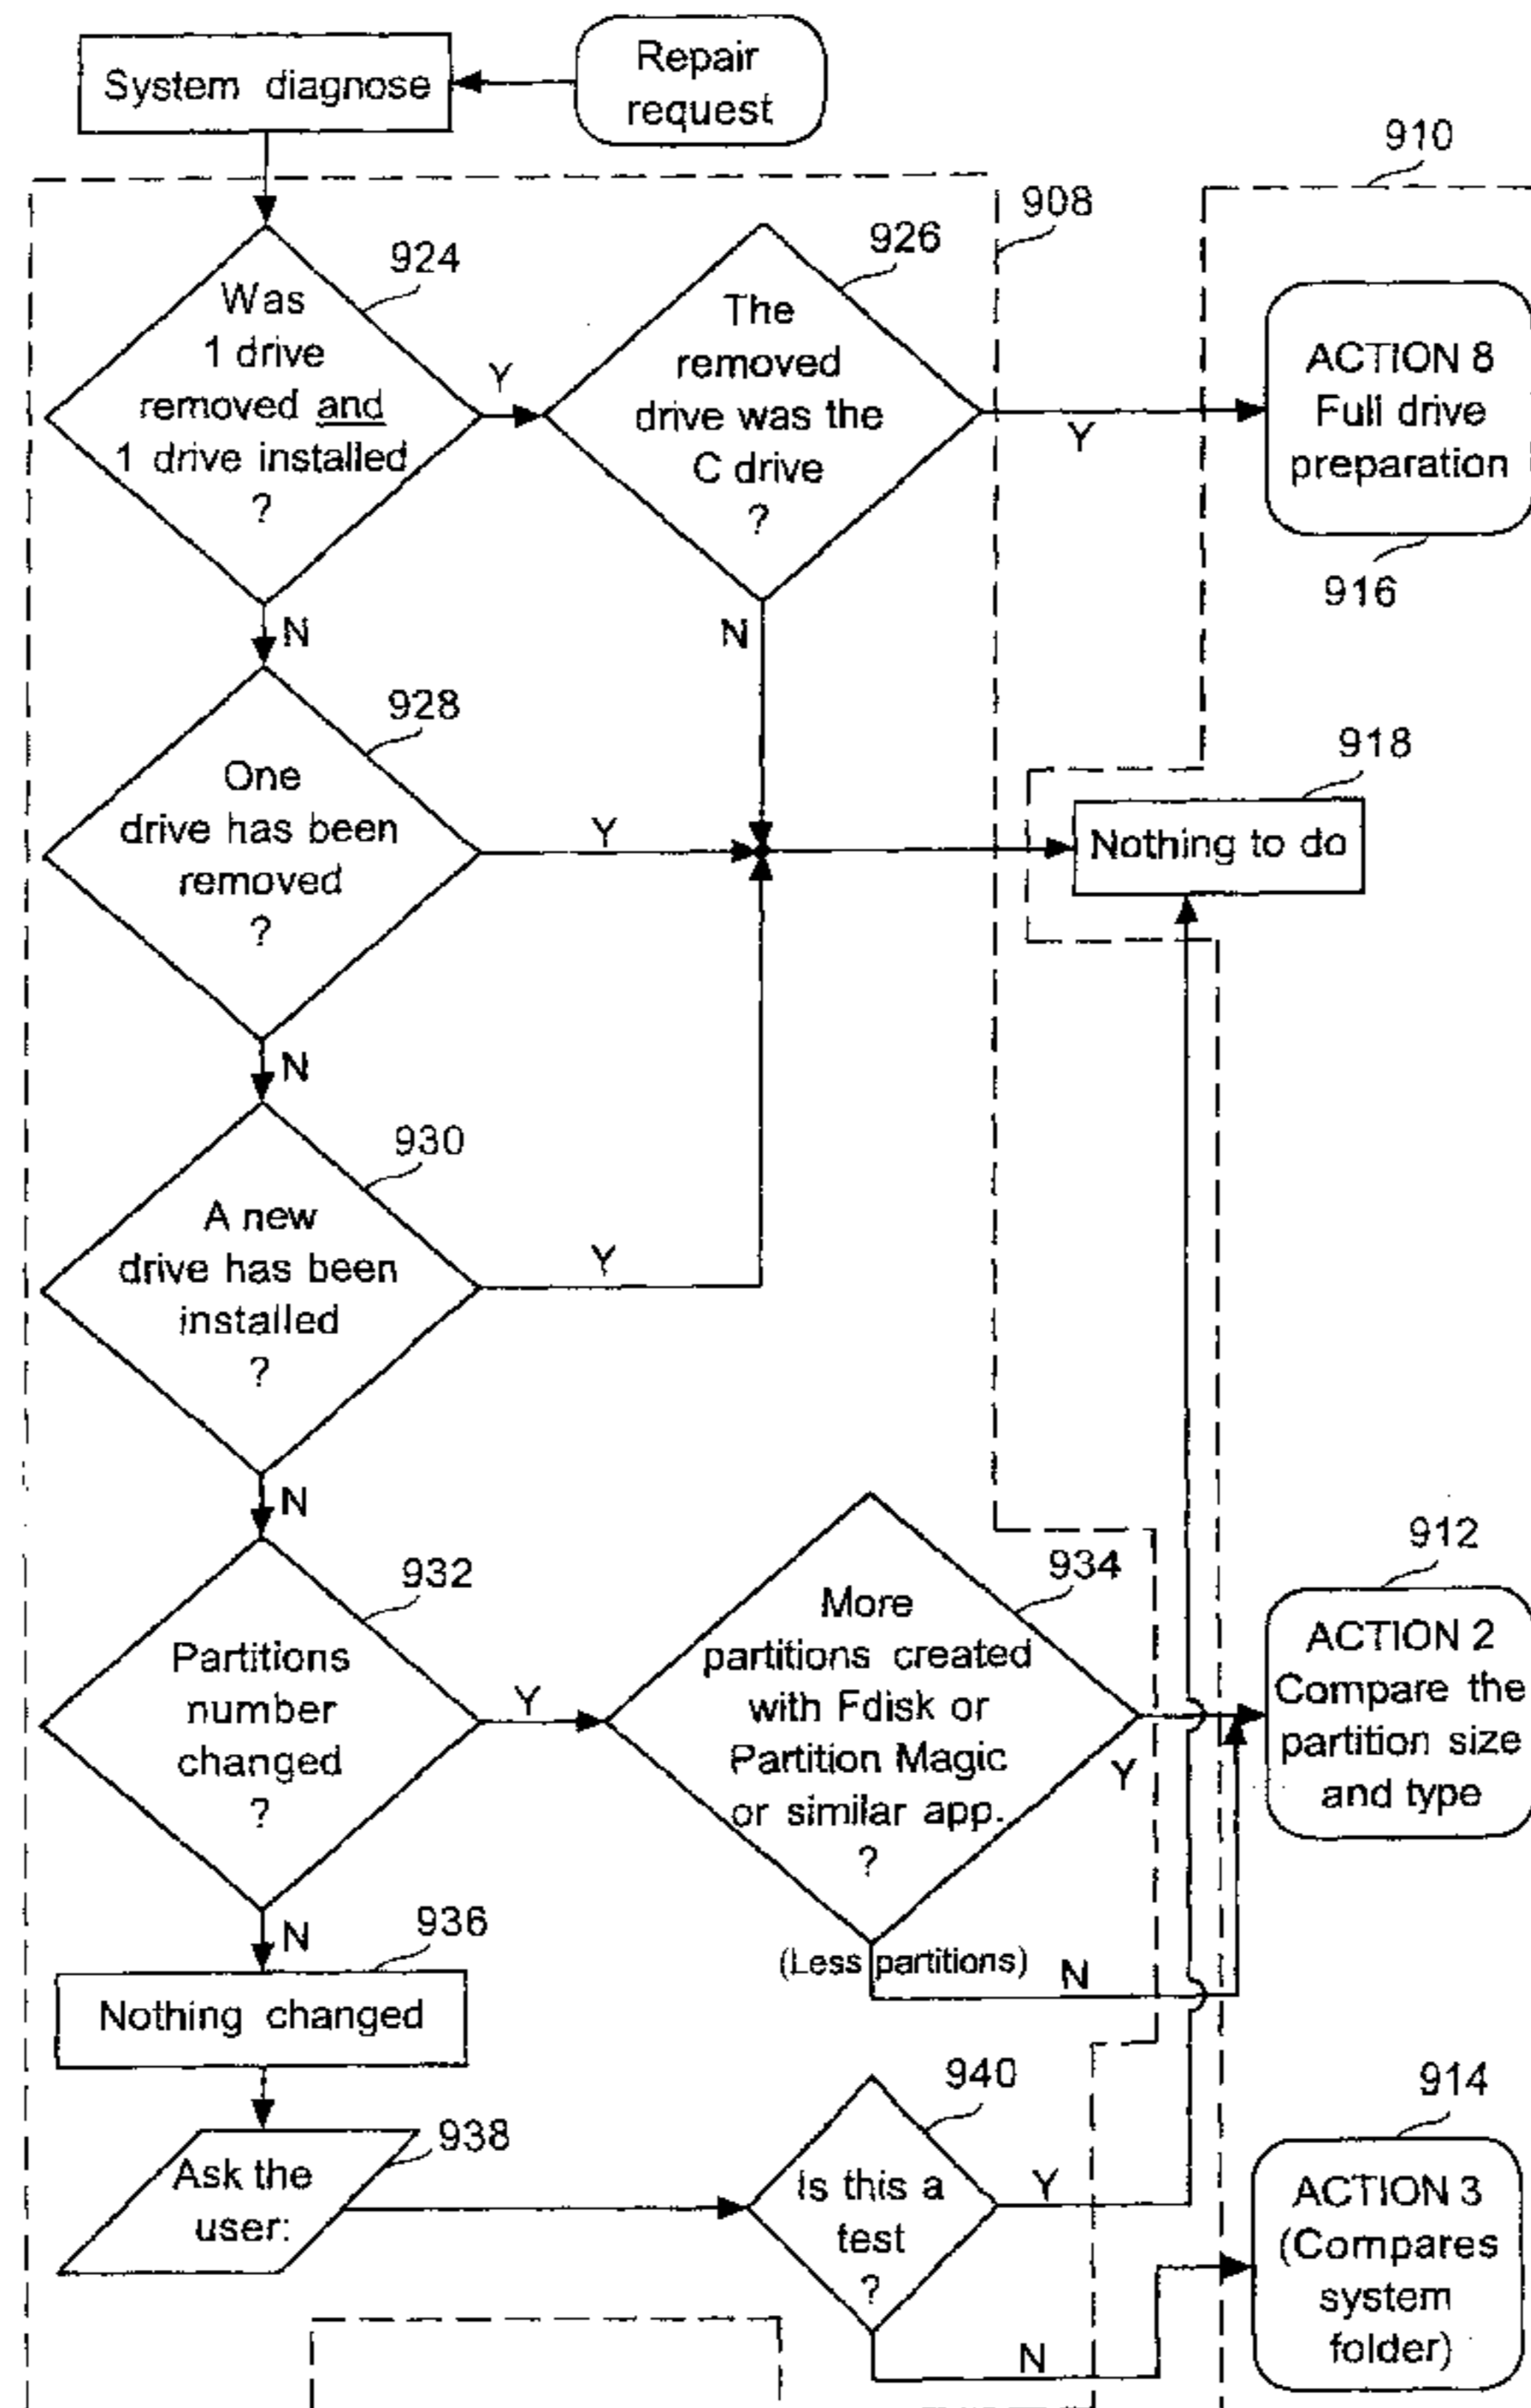 System diagnose
Repair
request
910
908
924
926
Was
1 drive
removed and
1 drive installed
?
Y
The
removed
drive was the
C drive
?
Y
ACTION 8
Full drive
preparation
916
N
N
928
One
drive has been
removed
?
Y
918
Nothing to do
N
930
A new
drive has been
installed
?
Y
N
932
Partitions
number
changed
?
Y
934
More
partitions created
with Fdisk or
Partition Magic
or similar app.
?
Y
912
ACTION 2
Compare the
partition size
and type
N
(Less partitions)
N
936
Nothing changed
938
Ask the
user:
940
Is this a
test
?
Y
N
914
ACTION 3
(Compares
system
folder)